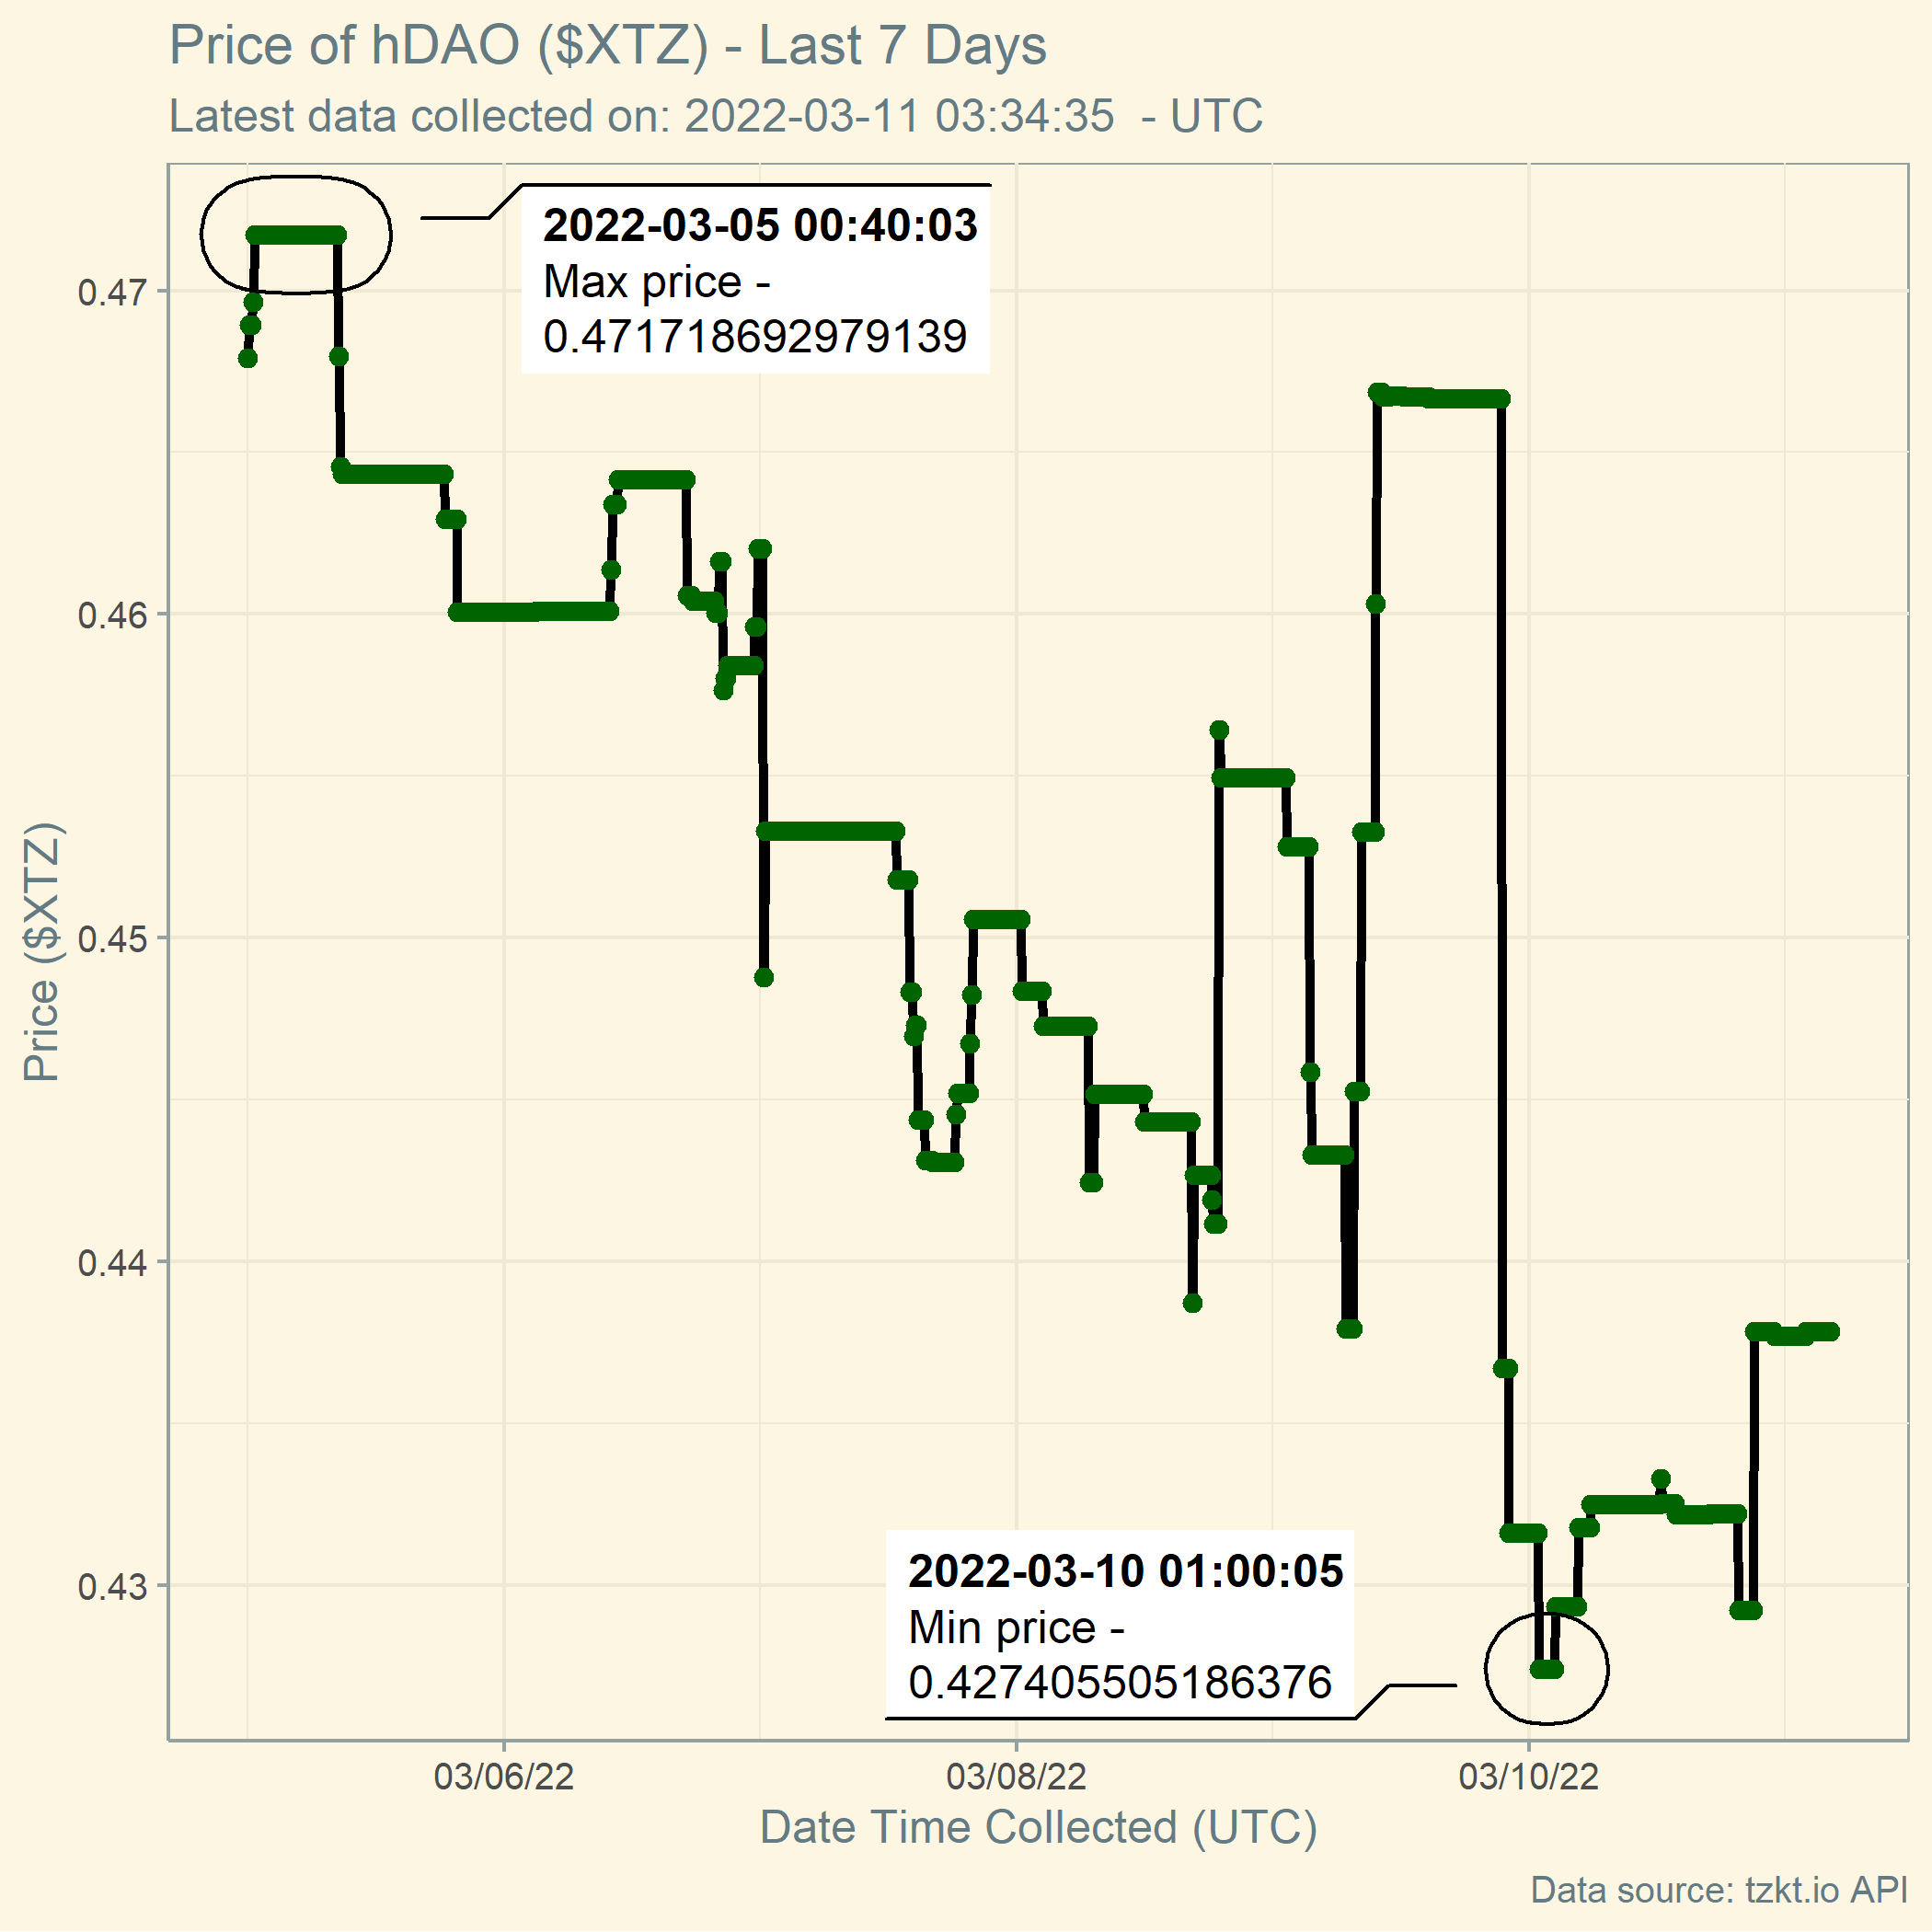 Price of hDAO ($XTZ) - Last 7 Days
Latest data collected on: 2022-03-11 03:34:35  - UTC
2022-03-05 00:40:03
Max price -
0.471718692979139
0.47
0.46
0.45
0.44
0.43
Price ($XTZ)
2022-03-10 01:00:05
Min price -
0.427405505186376
03/06/22
03/08/22
03/10/22
Date Time Collected (UTC)
Data source: tzkt.io API